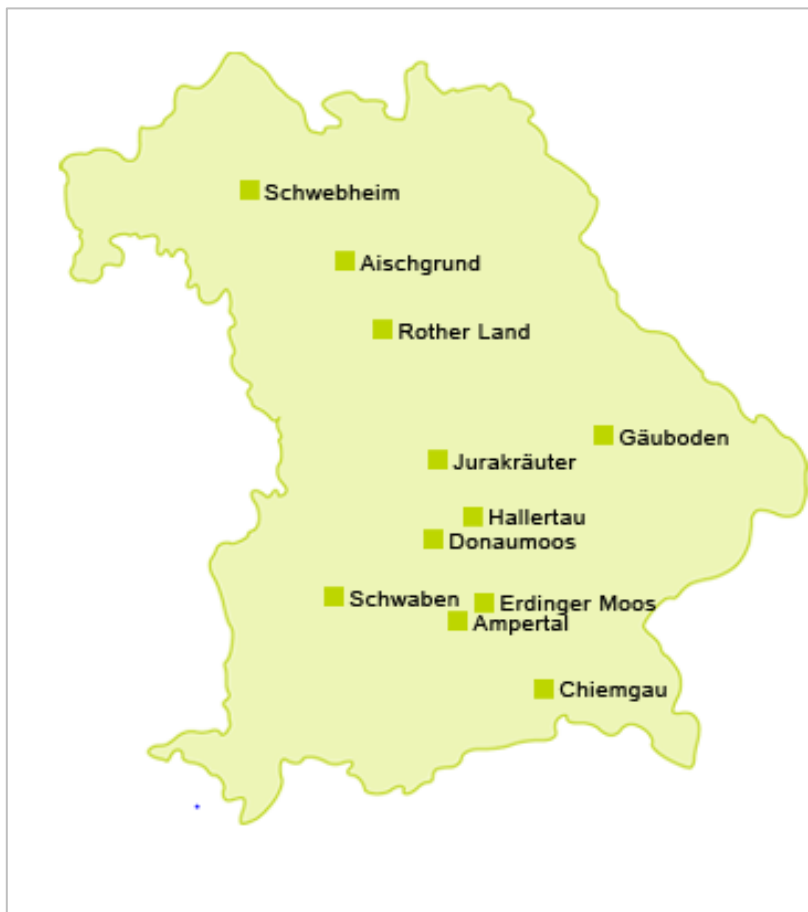 Schwebheim
Aischgrund
Rother Land
Gäuboden
Jurakräuter
Hallertau
Donaumoos
Schwaben
Erdinger Moos
Ampertal
Chiemgau